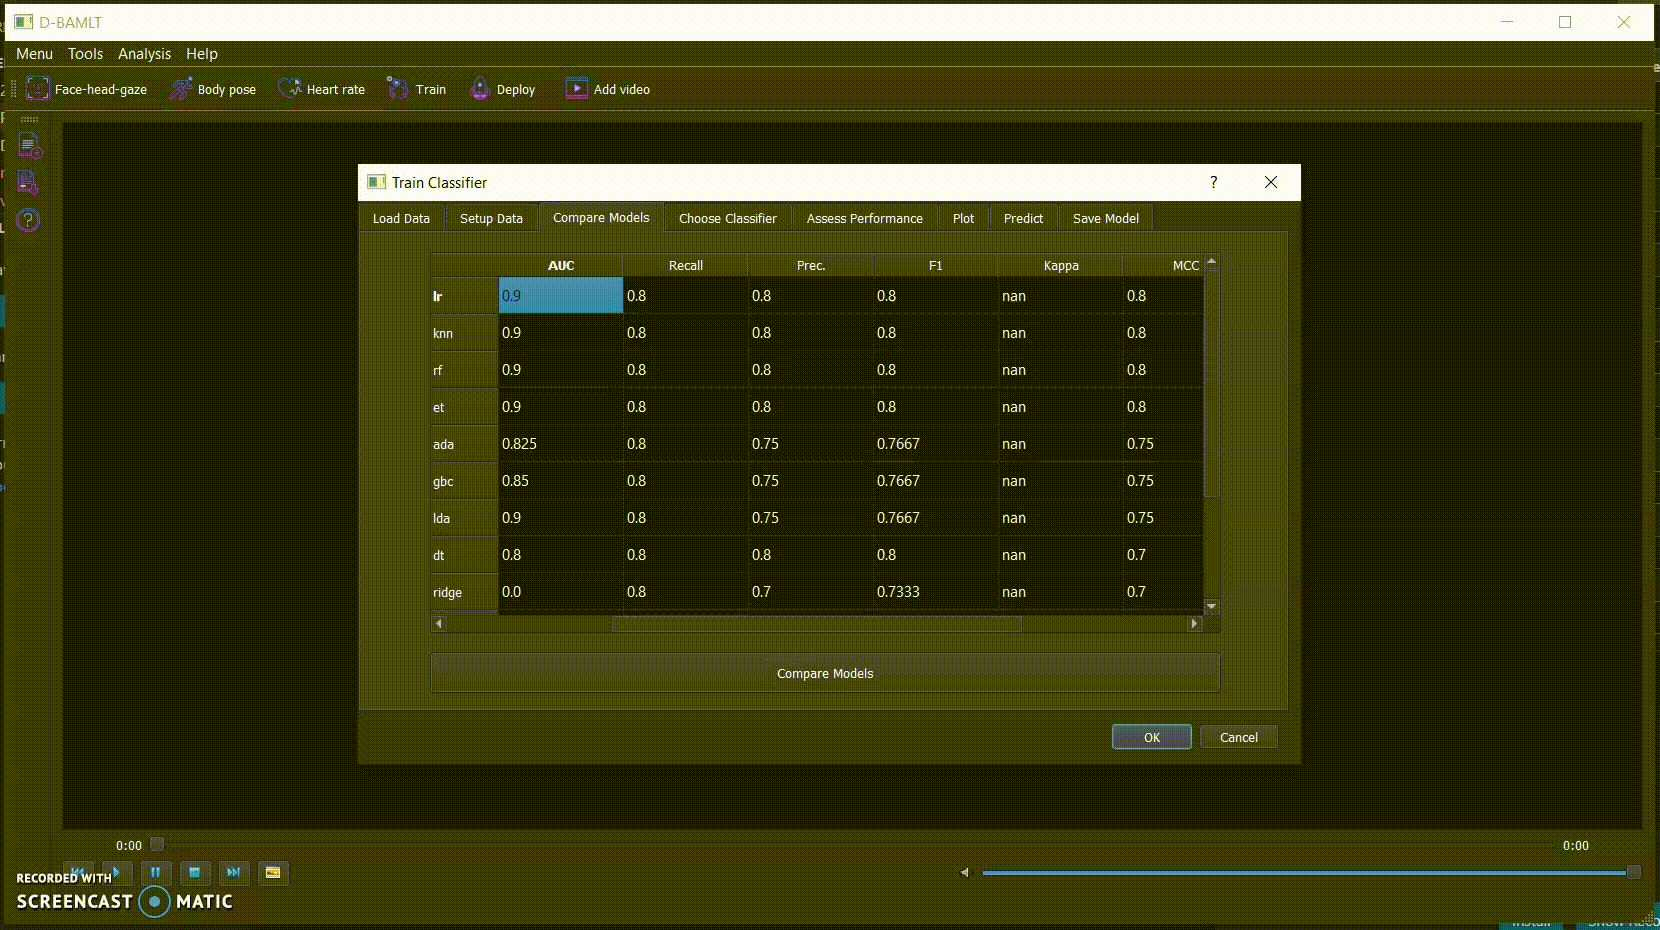 D-BAMLT
Menu Tools Analysis Help
Face-head-gaze Body pose Heart rate Train Deploy Add video
Train Classifier ?
Load Data Setup Data Compare Models Choose Classifier Assess Performance Plot Predict Save Model
AUC Recall Prec. F1 Kappa MCC
lr 0.9 0.8 0.8 0.8 nan 0.8
knn 0.9 0.8 0.8 0.8 nan 0.8
rf 0.9 0.8 0.8 0.8 nan 0.8
et 0.9 0.8 0.8 0.8 nan 0.8
ada 0.825 0.8 0.75 0.7667 nan 0.75
gbc 0.85 0.8 0.75 0.7667 nan 0.75
lda 0.9 0.8 0.75 0.7667 nan 0.75
dt 0.8 0.8 0.8 0.8 nan 0.7
ridge 0.0 0.8 0.7 0.7333 nan 0.7
Compare Models
OK Cancel
0:00 0:00
RECORDED WITH
SCREENCAST MATIC